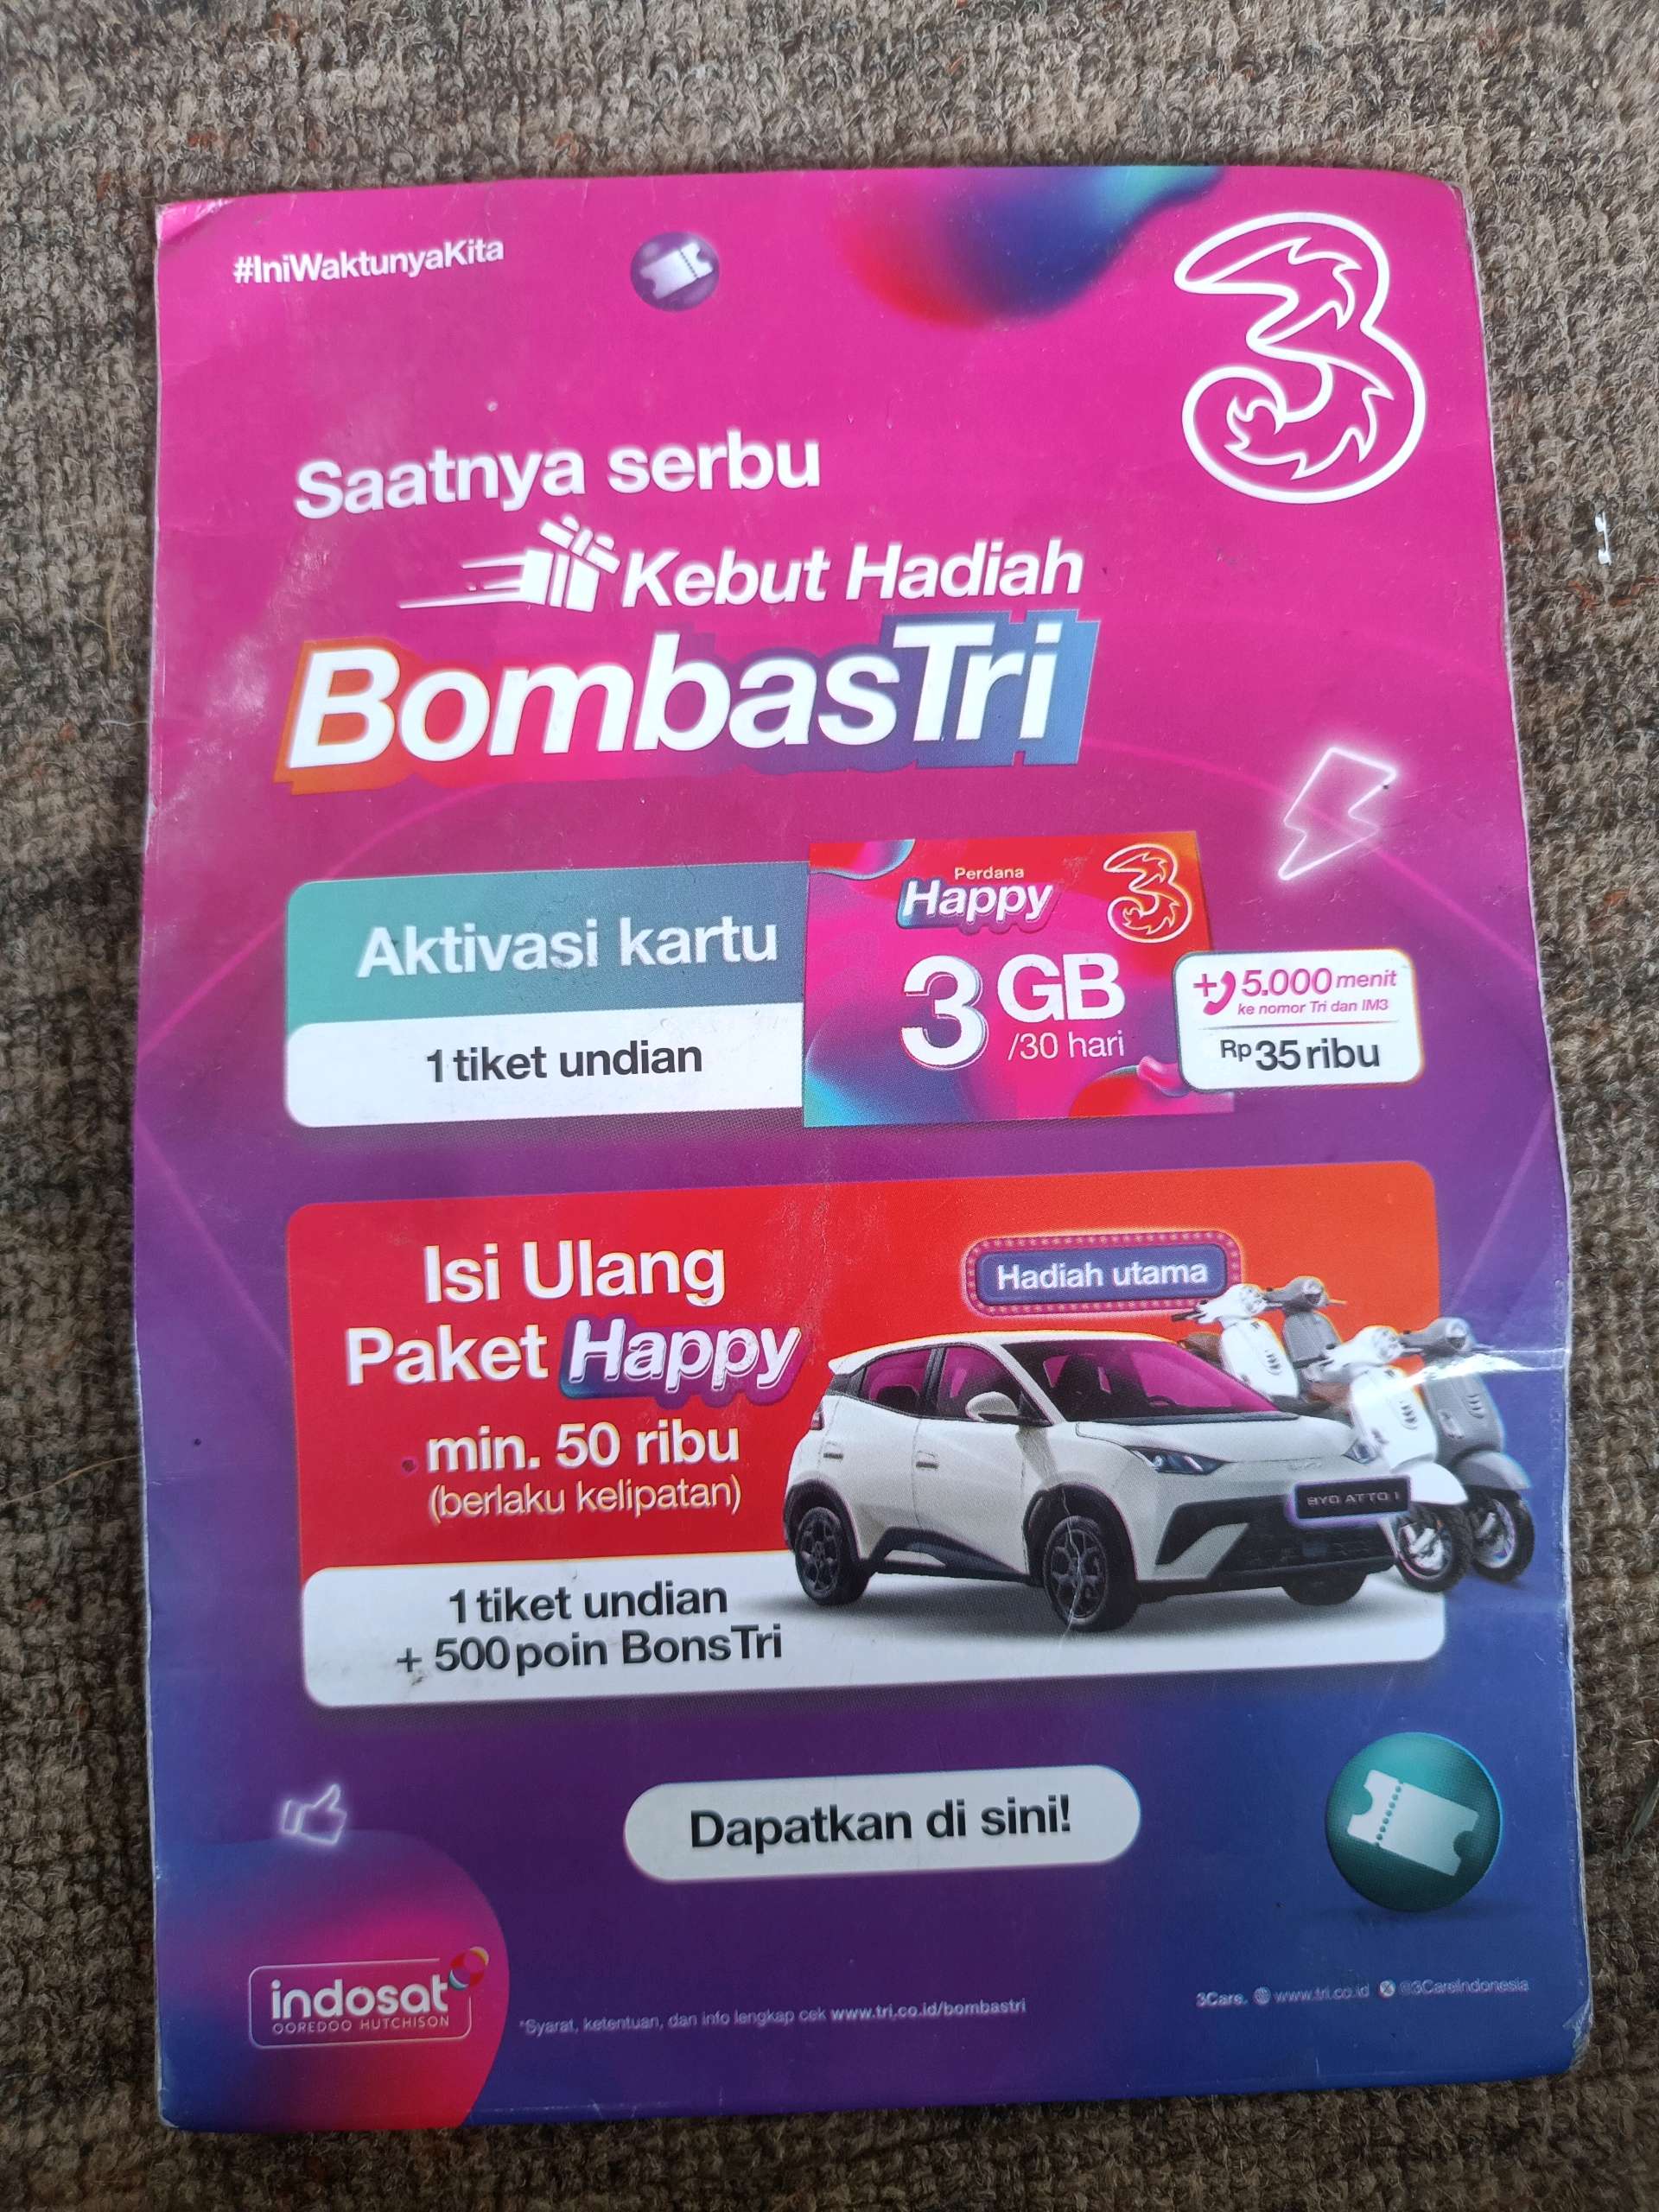 #IniWaktunyaKita
3
Saatnya serbu
Kebut Hadiah
BombasTri
Aktivasi kartu
1 tiket undian
Perdana
Happy
3
3 GB
/30 hari
+ 5.000 menit
ke nomor Tri dan IM3
Rp35 ribu
Isi Ulang
Paket Happy
min. 50 ribu
(berlaku kelipatan)
1 tiket undian
+ 500 poin BonsTri
Hadiah utama
BYD ATTO 1
Dapatkan di sini!
indosat
OOREDOO HUTCHISON
*Syarat, ketentuan, dan info lengkap cek www.tri.co.id/bombastri
3Care. www.tri.co.id @3CareIndonesia